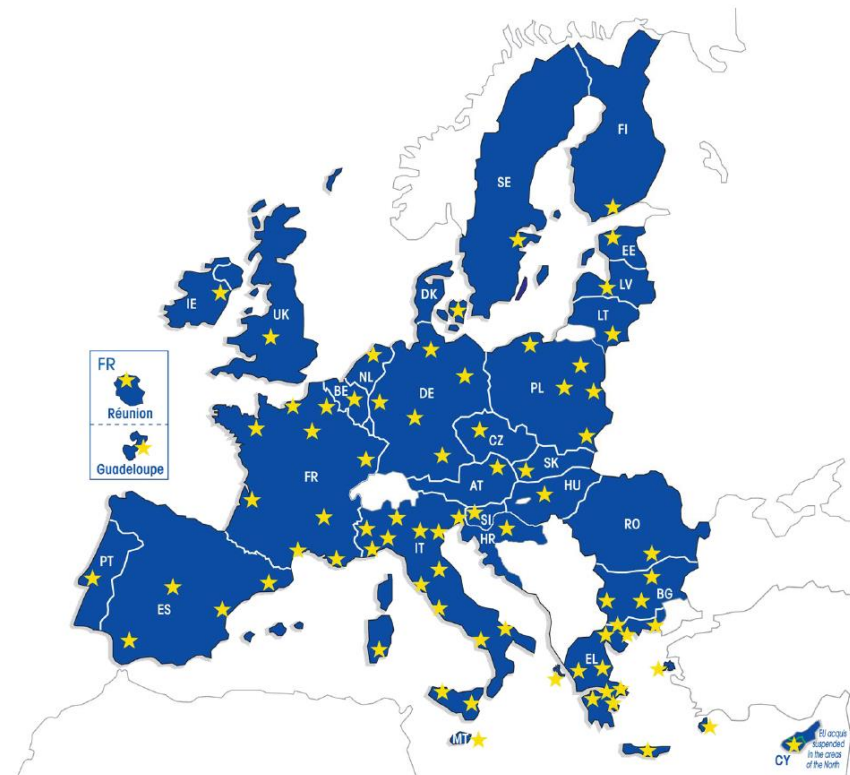 FI
SE
EE
LV
DK
LT
IE
UK
NL
FR
BE
DE
PL
Réunion
CZ
Guadeloupe
SK
FR
AT
HU
SI
RO
IT
HR
PT
BG
ES
EL
MT
EU acquis
suspended
in the areas
of the North
CY